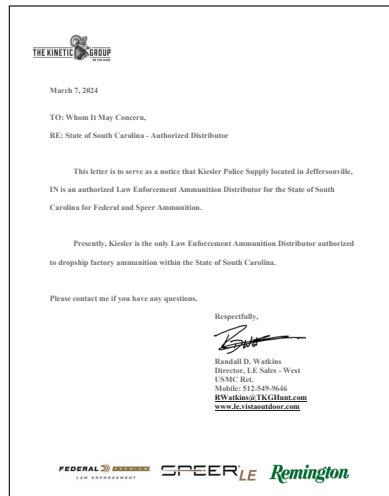 THE KINETIC GROUP
March 7, 2024
TO: Whom It May Concern,
RE: State of South Carolina - Authorized Distributor
This letter is to serve as a notice that Kiesler Police Supply located in Jeffersonville,
IN is an authorized Law Enforcement Ammunition Distributor for the State of South
Carolina for Federal and Speer Ammunition.
Presently, Kiesler is the only Law Enforcement Ammunition Distributor authorized
to dropship factory ammunition within the State of South Carolina.
Please contact me if you have any questions.
Respectfully,
Randall D. Watkins
Director, LE Sales - West
USMC Ret.
Mobile: 512-549-9646
RWatkins@TKGHunt.com
www.le.vistaoutdoor.com
FEDERAL PREMIUM SPEER LE Remington
LAW ENFORCEMENT